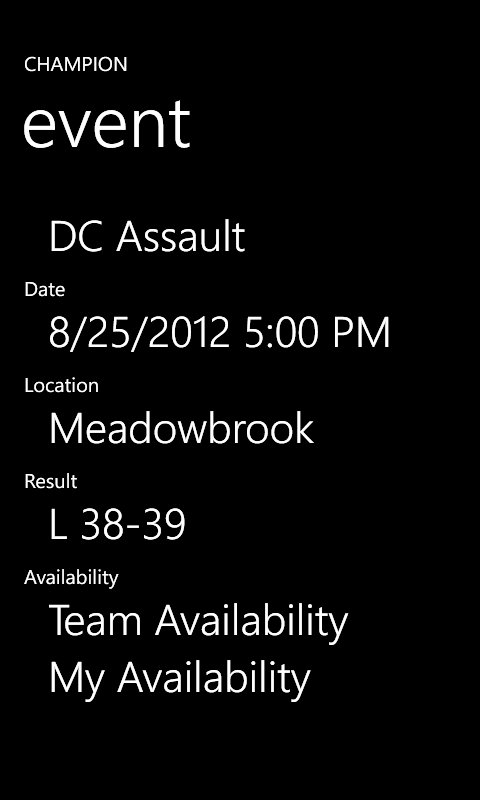 CHAMPION
event
DC Assault
Date
8/25/2012 5:00 PM
Location
Meadowbrook
Result
L 38-39
Availability
Team Availability
My Availability